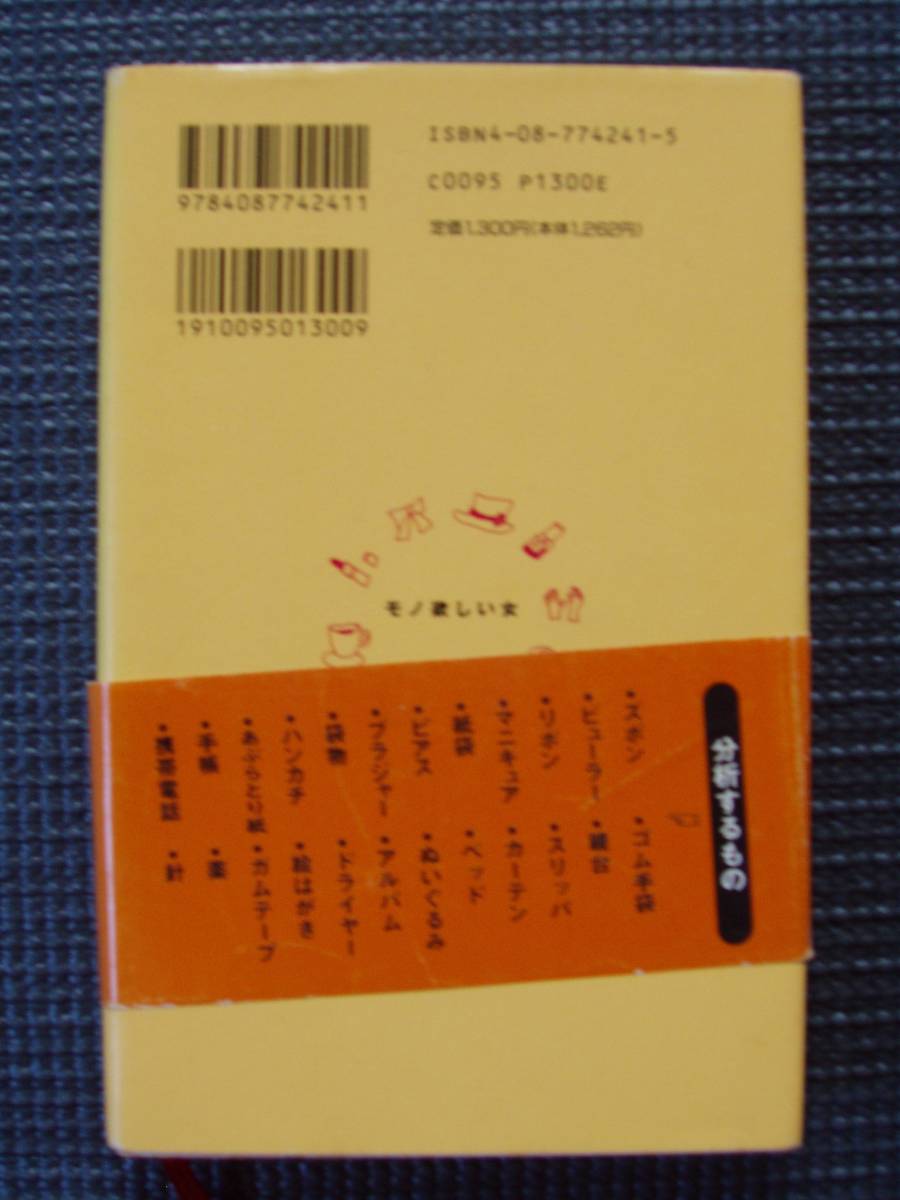 9784087742411
ISBN4-08-774241-5
C0095 P1300E
定価1,300円(本体1,262円)
1910095013009
モノ欲しい女
分析するもの
・ズボン ・ゴム手袋
・ビューラー ・鏡台
・リボン ・スリッパ
・マニキュア ・カーテン
・紙袋 ・ベッド
・ピアス ・ぬいぐるみ
・ブラジャー ・アルバム
・袋物 ・ドライヤー
・ハンカチ ・絵はがき
・あぶらとり紙 ・ガムテープ
・手帳 ・薬
・携帯電話 ・針